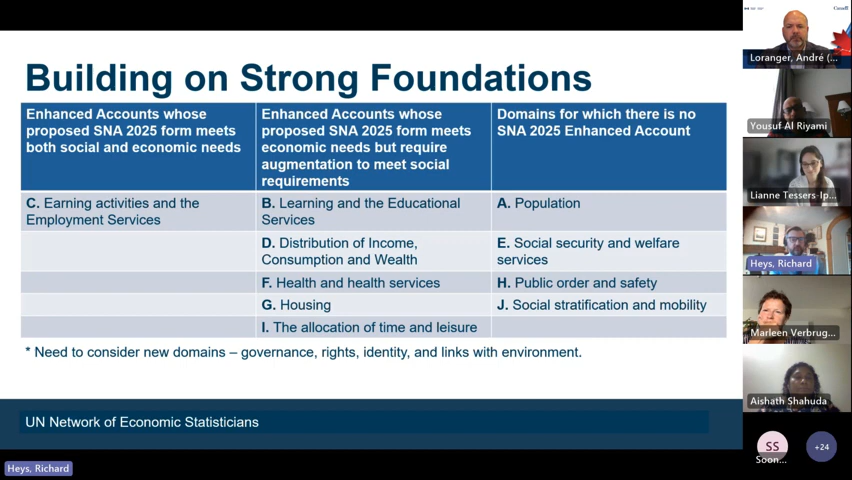 Building on Strong Foundations
Enhanced Accounts whose
proposed SNA 2025 form meets
both social and economic needs
Enhanced Accounts whose
proposed SNA 2025 form meets
economic needs but require
augmentation to meet social
requirements
Domains for which there is no
SNA 2025 Enhanced Account
C. Earning activities and the
Employment Services
B. Learning and the Educational
Services
A. Population
D. Distribution of Income,
Consumption and Wealth
E. Social security and welfare
services
F. Health and health services
H. Public order and safety
G. Housing
J. Social stratification and mobility
I. The allocation of time and leisure
* Need to consider new domains – governance, rights, identity, and links with environment.
UN Network of Economic Statisticians
Heys, Richard
Canada
Loranger, André (...
Yousuf Al Riyami
Lianne Tessers-Ip...
Heys, Richard
Marleen Verbrug...
Aishath Shahuda
SS
Soon...
+24